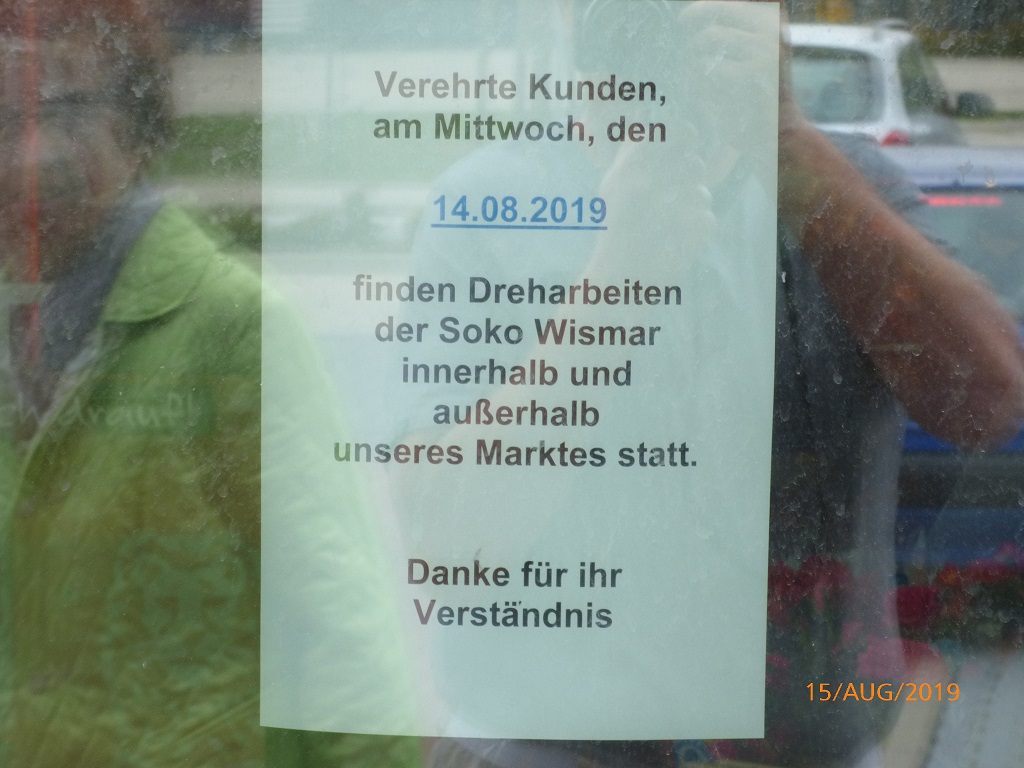 Verehrte Kunden,
am Mittwoch, den
14.08.2019
finden Dreharbeiten
der Soko Wismar
innerhalb und
außerhalb
unseres Marktes statt.
Danke für ihr
Verständnis
15/AUG/2019